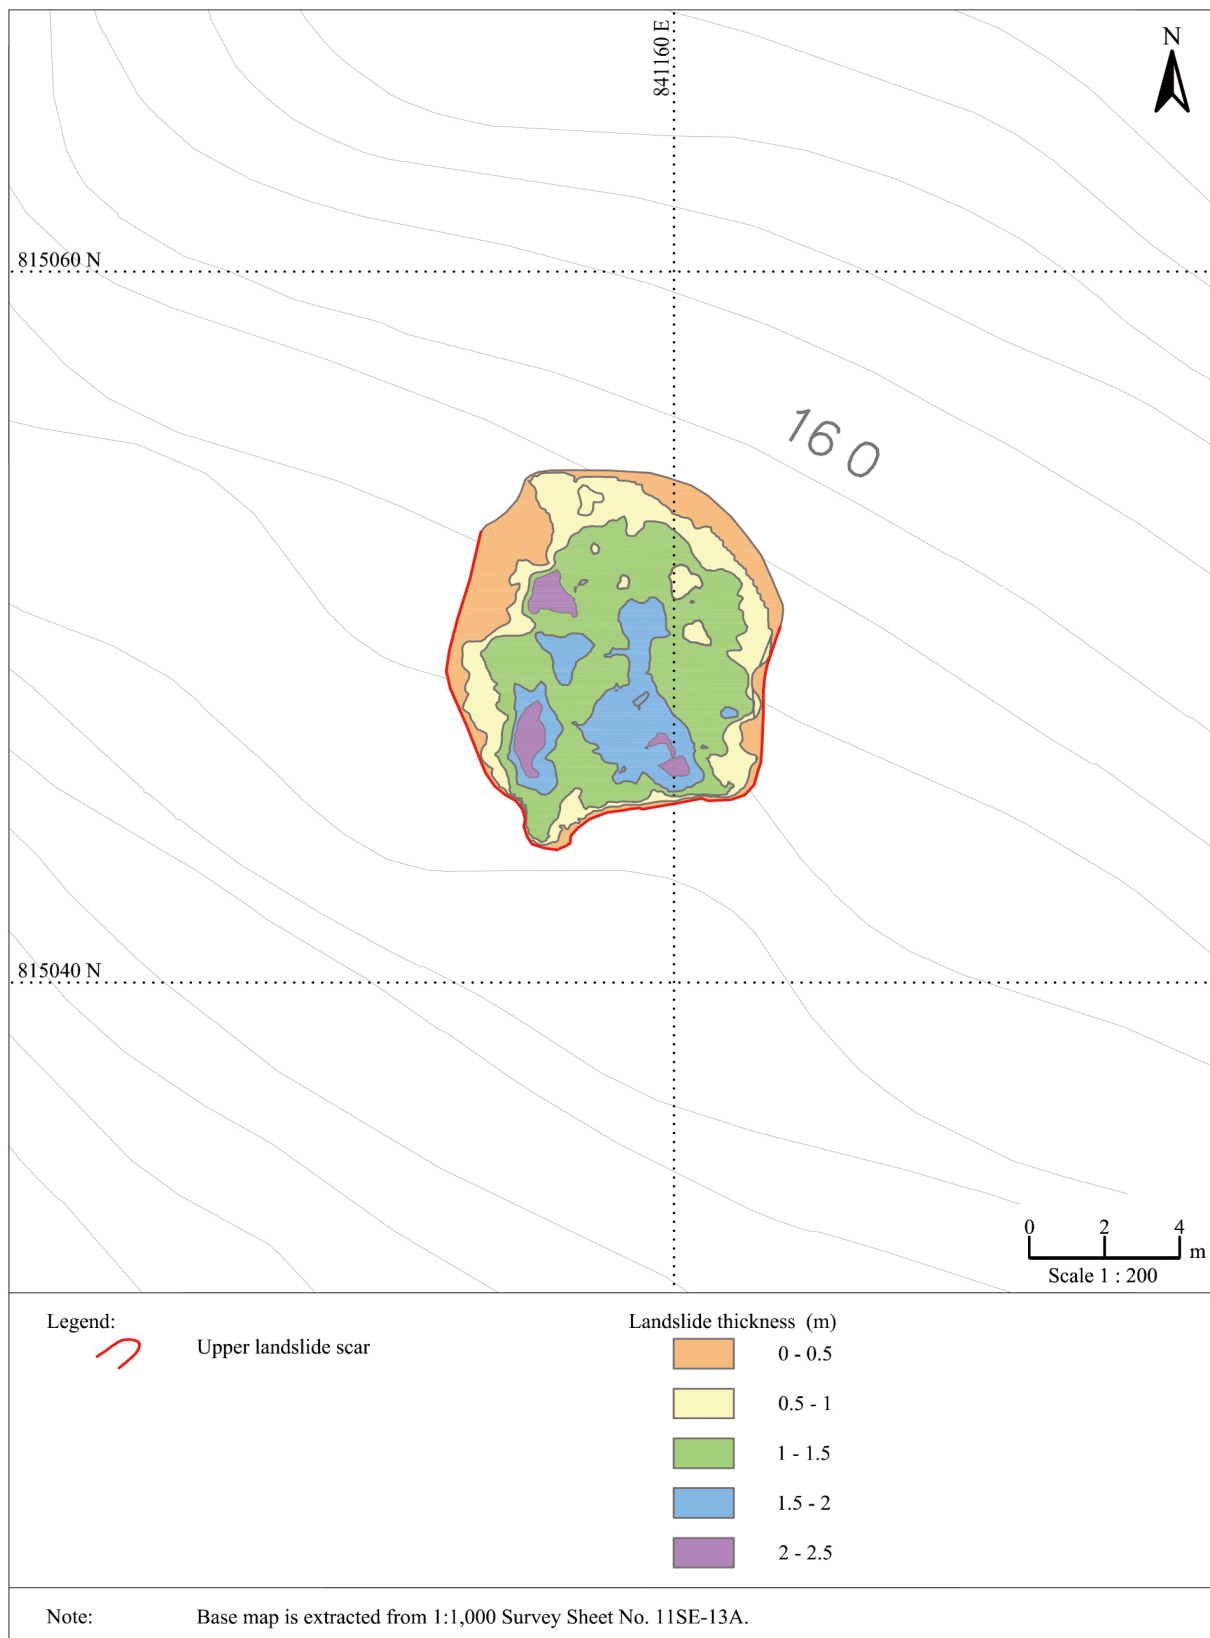 841160 E
N
815060 N
160
815040 N
0 2 4
m
Scale 1 : 200
Legend:
Upper landslide scar
Landslide thickness (m)
0 - 0.5
0.5 - 1
1 - 1.5
1.5 - 2
2 - 2.5
Note: Base map is extracted from 1:1,000 Survey Sheet No. 11SE-13A.